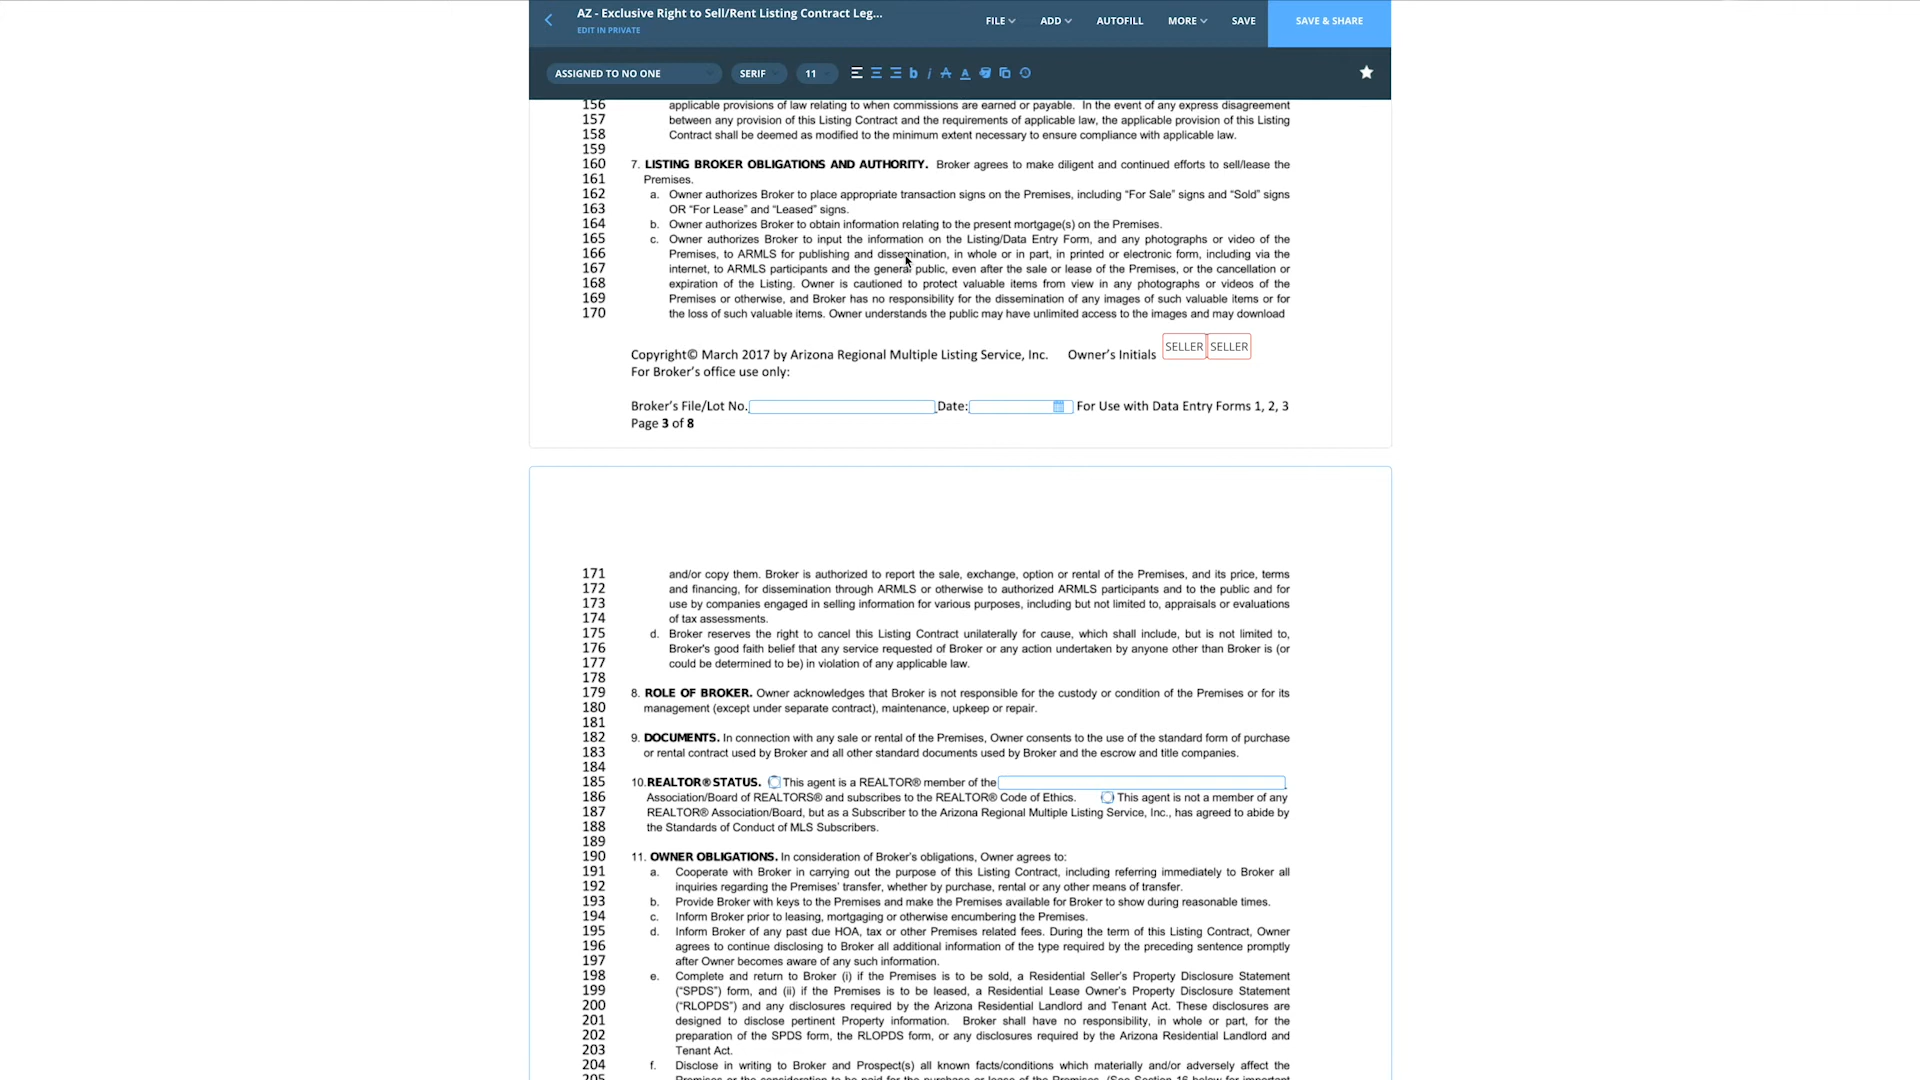 AZ - Exclusive Right to Sell/Rent Listing Contract Leg...
EDIT IN PRIVATE
FILE ADD AUTOFILL MORE SAVE SAVE & SHARE
ASSIGNED TO NO ONE SERIF 11 b i A A
156 applicable provisions of law relating to when commissions are earned or payable. In the event of any express disagreement
157 between any provision of this Listing Contract and the requirements of applicable law, the applicable provision of this Listing
158 Contract shall be deemed as modified to the minimum extent necessary to ensure compliance with applicable law.
159
160 7. LISTING BROKER OBLIGATIONS AND AUTHORITY. Broker agrees to make diligent and continued efforts to sell/lease the
161 Premises.
162 a. Owner authorizes Broker to place appropriate transaction signs on the Premises, including “For Sale” signs and “Sold” signs
163 OR “For Lease” and “Leased” signs.
164 b. Owner authorizes Broker to obtain information relating to the present mortgage(s) on the Premises.
165 c. Owner authorizes Broker to input the information on the Listing/Data Entry Form, and any photographs or video of the
166 Premises, to ARMLS for publishing and dissemination, in whole or in part, in printed or electronic form, including via the
167 internet, to ARMLS participants and the general public, even after the sale or lease of the Premises, or the cancellation or
168 expiration of the Listing. Owner is cautioned to protect valuable items from view in any photographs or videos of the
169 Premises or otherwise, and Broker has no responsibility for the dissemination of any images of such valuable items or for
170 the loss of such valuable items. Owner understands the public may have unlimited access to the images and may download
Copyright© March 2017 by Arizona Regional Multiple Listing Service, Inc. Owner’s Initials SELLER SELLER
For Broker’s office use only:
Broker’s File/Lot No. Date: For Use with Data Entry Forms 1, 2, 3
Page 3 of 8
171 and/or copy them. Broker is authorized to report the sale, exchange, option or rental of the Premises, and its price, terms
172 and financing, for dissemination through ARMLS or otherwise to authorized ARMLS participants and to the public and for
173 use by companies engaged in selling information for various purposes, including but not limited to, appraisals or evaluations
174 of tax assessments.
175 d. Broker reserves the right to cancel this Listing Contract unilaterally for cause, which shall include, but is not limited to,
176 Broker's good faith belief that any service requested of Broker or any action undertaken by anyone other than Broker is (or
177 could be determined to be) in violation of any applicable law.
178
179 8. ROLE OF BROKER. Owner acknowledges that Broker is not responsible for the custody or condition of the Premises or for its
180 management (except under separate contract), maintenance, upkeep or repair.
181
182 9. DOCUMENTS. In connection with any sale or rental of the Premises, Owner consents to the use of the standard form of purchase
183 or rental contract used by Broker and all other standard documents used by Broker and the escrow and title companies.
184
185 10. REALTOR® STATUS. This agent is a REALTOR® member of the
186 Association/Board of REALTORS® and subscribes to the REALTOR® Code of Ethics. This agent is not a member of any
187 REALTOR® Association/Board, but as a Subscriber to the Arizona Regional Multiple Listing Service, Inc., has agreed to abide by
188 the Standards of Conduct of MLS Subscribers.
189
190 11. OWNER OBLIGATIONS. In consideration of Broker's obligations, Owner agrees to:
191 a. Cooperate with Broker in carrying out the purpose of this Listing Contract, including referring immediately to Broker all
192 inquiries regarding the Premises’ transfer, whether by purchase, rental or any other means of transfer.
193 b. Provide Broker with keys to the Premises and make the Premises available for Broker to show during reasonable times.
194 c. Inform Broker prior to leasing, mortgaging or otherwise encumbering the Premises.
195 d. Inform Broker of any past due HOA, tax or other Premises related fees. During the term of this Listing Contract, Owner
196 agrees to continue disclosing to Broker all additional information of the type required by the preceding sentence promptly
197 after Owner becomes aware of any such information.
198 e. Complete and return to Broker (i) if the Premises is to be sold, a Residential Seller’s Property Disclosure Statement
199 (“SPDS”) form, and (ii) if the Premises is to be leased, a Residential Lease Owner's Property Disclosure Statement
200 (“RLOPDS”) and any disclosures required by the Arizona Residential Landlord and Tenant Act. These disclosures are
201 designed to disclose pertinent Property information. Broker shall have no responsibility, in whole or part, for the
202 preparation of the SPDS form, the RLOPDS form, or any disclosures required by the Arizona Residential Landlord and
203 Tenant Act.
204 f. Disclose in writing to Broker and Prospect(s) all known facts/conditions which materially and/or adversely affect the
205 Premises or the consideration to be paid for the purchase or lease of the Premises. (See Section 16 below for important